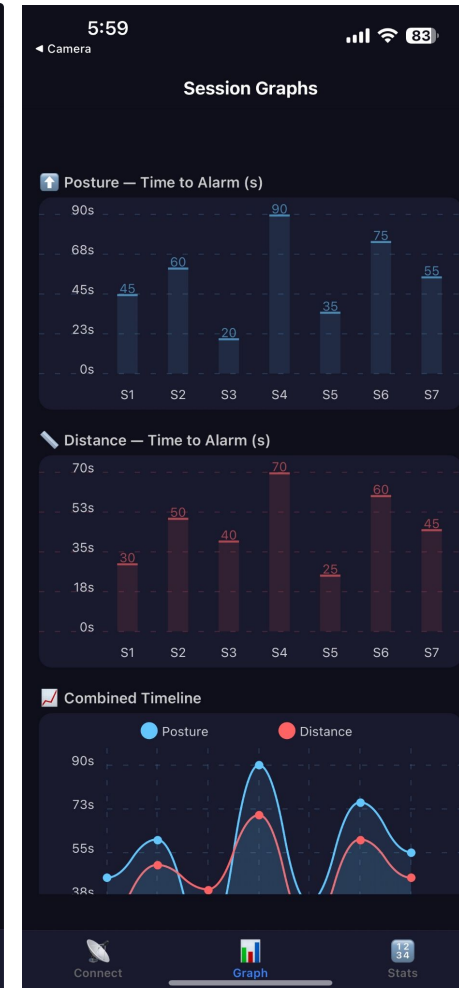 5:59
83
◀ Camera
Session Graphs
Posture — Time to Alarm (s)
90s
68s
45s
23s
0s
45
60
20
90
35
75
55
S1 S2 S3 S4 S5 S6 S7
Distance — Time to Alarm (s)
70s
53s
35s
18s
0s
30
50
40
70
25
60
45
S1 S2 S3 S4 S5 S6 S7
Combined Timeline
Posture Distance
90s
73s
55s
38s
1234
Connect Graph Stats